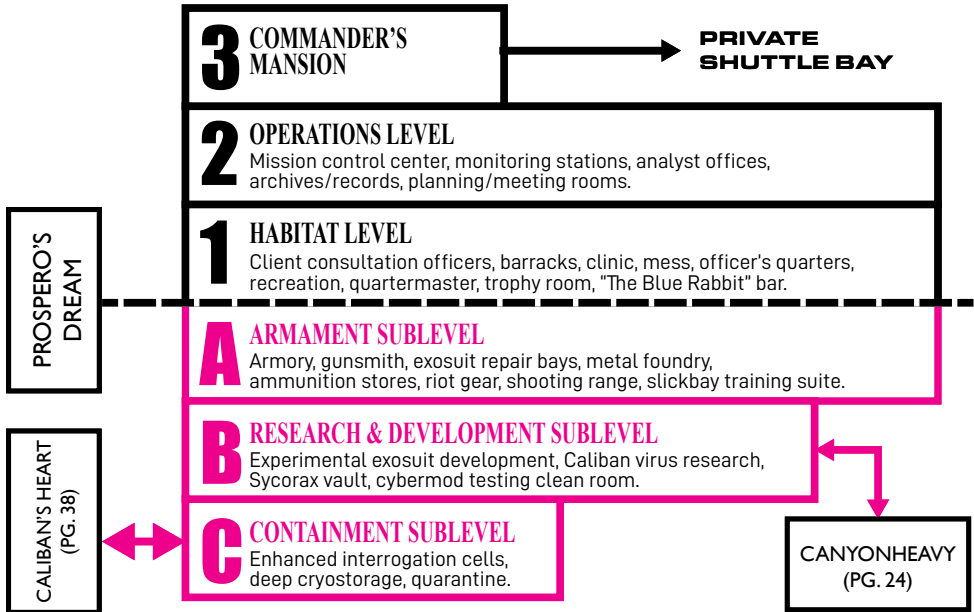 3
COMMANDER'S
MANSION
PRIVATE
SHUTTLE BAY
2
OPERATIONS LEVEL
Mission control center, monitoring stations, analyst offices,
archives/records, planning/meeting rooms.
1
HABITAT LEVEL
Client consultation officers, barracks, clinic, mess, officer's quarters,
recreation, quartermaster, trophy room, "The Blue Rabbit" bar.
PROSPERO'S
DREAM
A
ARMAMENT SUBLEVEL
Armory, gunsmith, exosuit repair bays, metal foundry,
ammunition stores, riot gear, shooting range, slickbay training suite.
B
RESEARCH & DEVELOPMENT SUBLEVEL
Experimental exosuit development, Caliban virus research,
Sycorax vault, cybermod testing clean room.
CALIBAN'S HEART
(PG. 38)
C
CONTAINMENT SUBLEVEL
Enhanced interrogation cells,
deep cryostorage, quarantine.
CANYONHEAVY
(PG. 24)